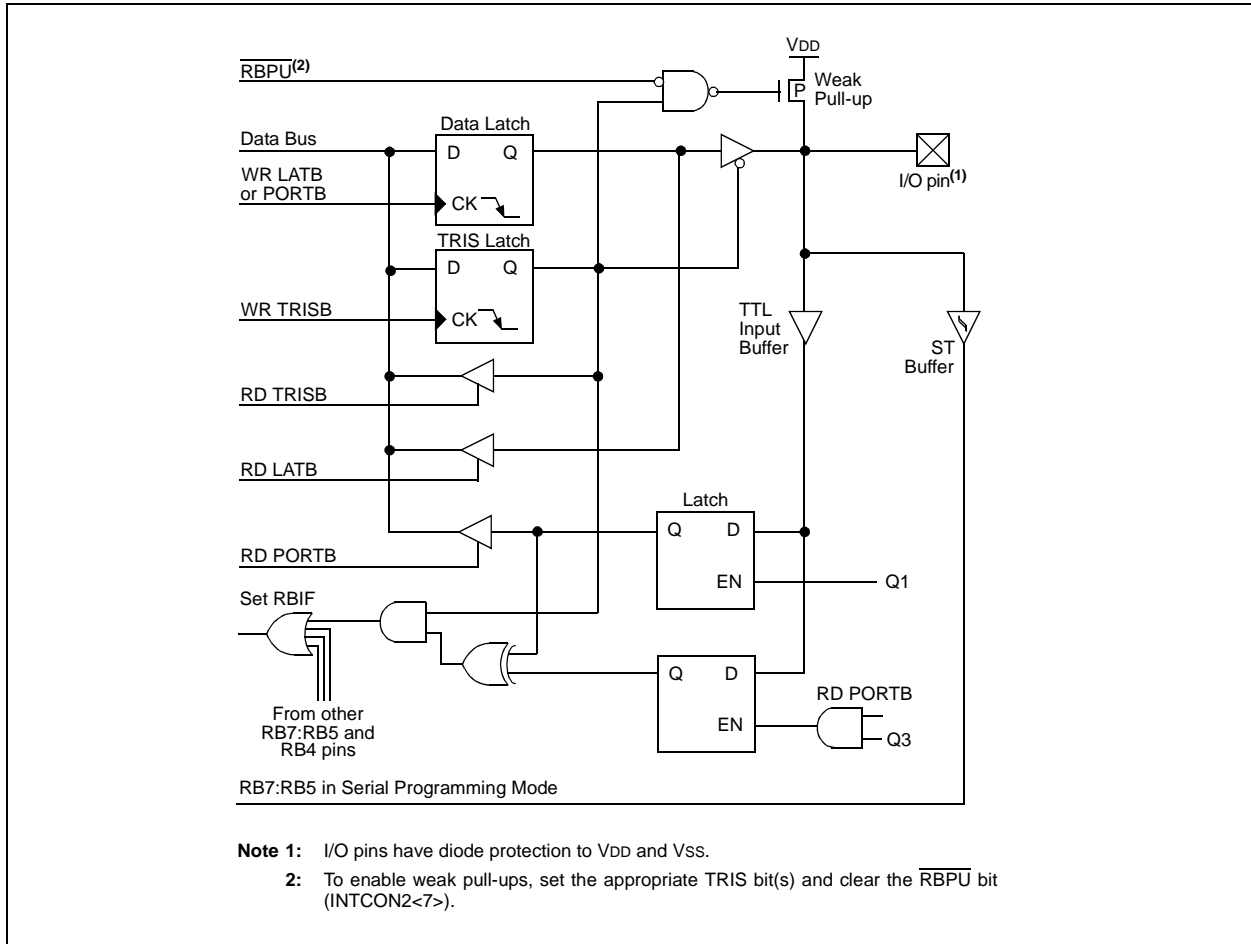 VDD
RBPU(2)
P
Weak
Pull-up
Data Latch
Data Bus
D Q
WR LATB
or PORTB
CK
I/O pin(1)
TRIS Latch
D Q
WR TRISB
CK
TTL
Input
Buffer
ST
Buffer
RD TRISB
RD LATB
Latch
Q D
RD PORTB
EN
Q1
Set RBIF
Q D
RD PORTB
EN
Q3
From other
RB7:RB5 and
RB4 pins
RB7:RB5 in Serial Programming Mode
Note 1: I/O pins have diode protection to VDD and VSS.
2: To enable weak pull-ups, set the appropriate TRIS bit(s) and clear the RBPU bit
(INTCON2<7>).